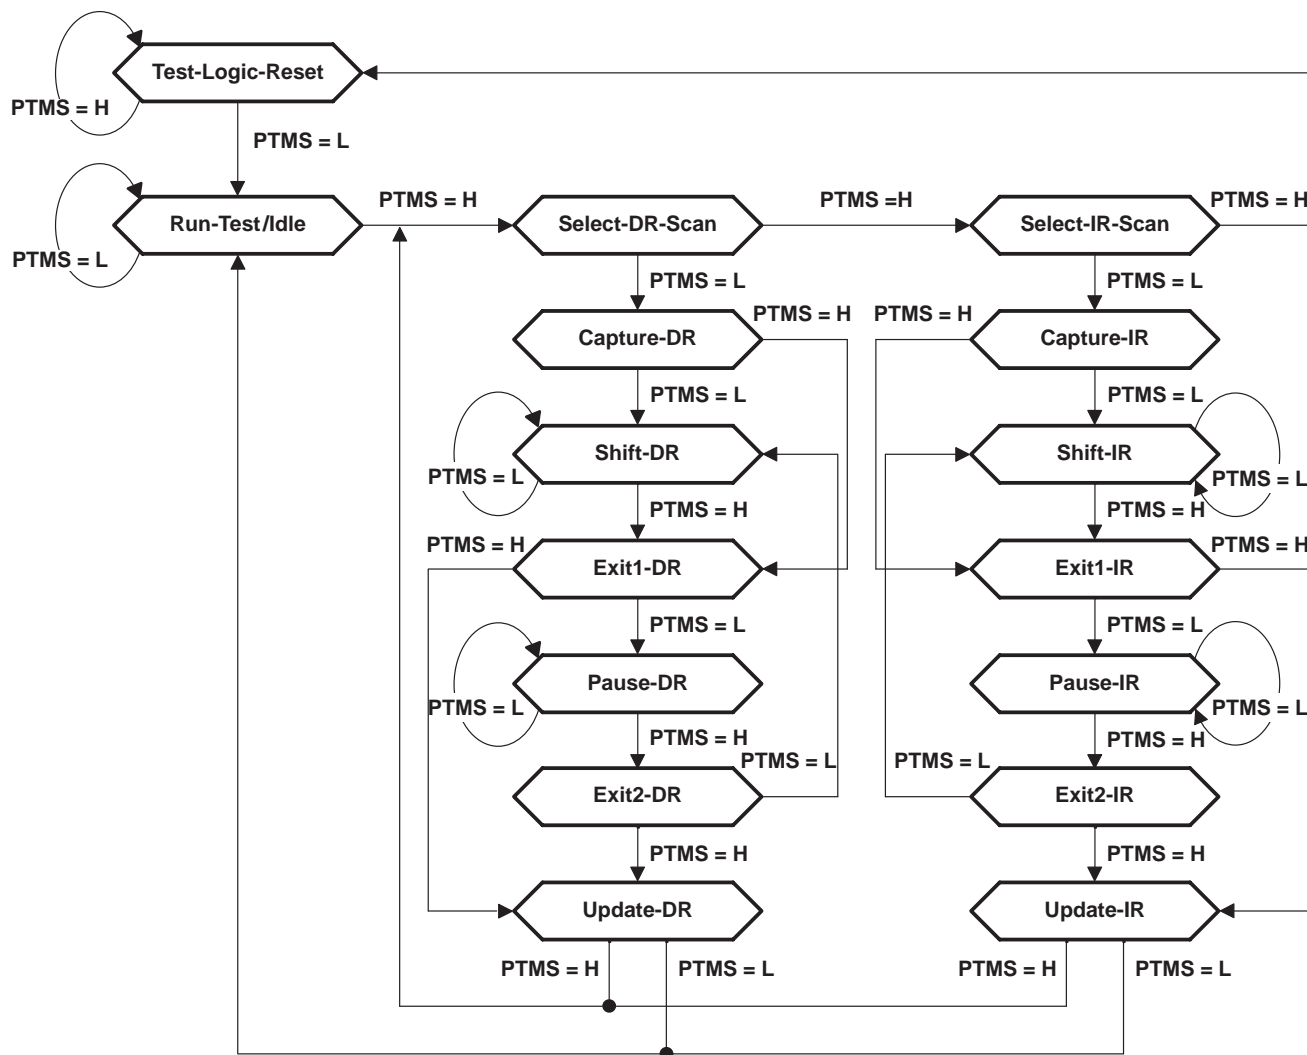 Test-Logic-Reset
PTMS = H
PTMS = L
PTMS = H
PTMS =H
PTMS = H
Run-Test/Idle
Select-DR-Scan
Select-IR-Scan
PTMS = L
PTMS = L
PTMS = L
PTMS = H
PTMS = H
Capture-DR
Capture-IR
PTMS = L
PTMS = L
Shift-DR
Shift-IR
PTMS = L
PTMS = L
PTMS = H
PTMS = H
PTMS = H
PTMS = H
Exit1-DR
Exit1-IR
PTMS = L
PTMS = L
Pause-DR
Pause-IR
PTMS = L
PTMS = L
PTMS = H
PTMS = H
PTMS = L
PTMS = L
Exit2-DR
Exit2-IR
PTMS = H
PTMS = H
Update-DR
Update-IR
PTMS = H
PTMS = L
PTMS = H
PTMS = L